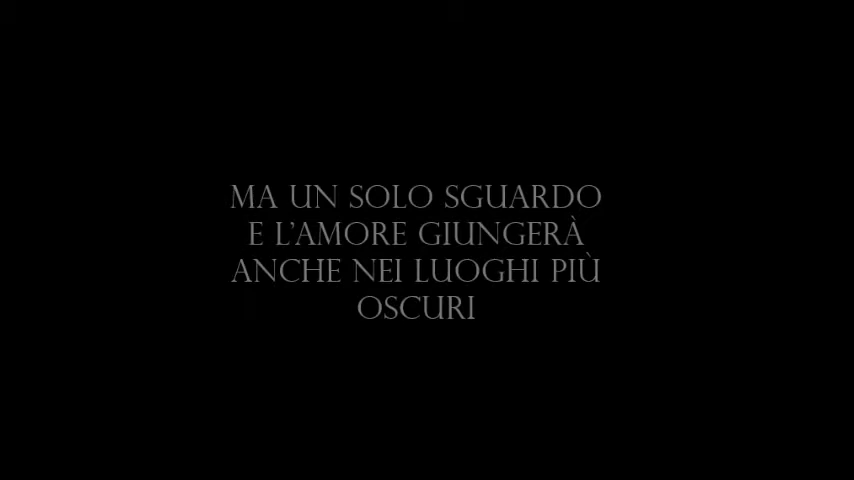 MA UN SOLO SGUARDO
E L'AMORE GIUNGERÀ
ANCHE NEI LUOGHI PIÙ
OSCURI